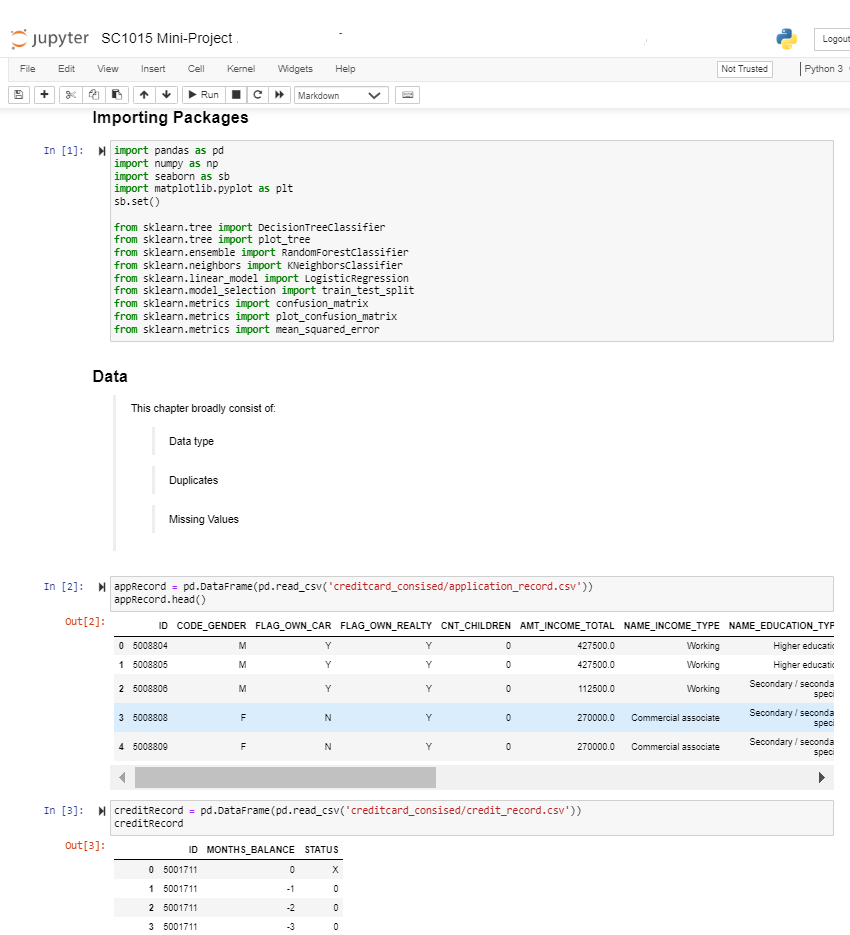 jupyter SC1015 Mini-Project
Logout
File Edit View Insert Cell Kernel Widgets Help
Not Trusted
Python 3
Run
Markdown
Importing Packages
In [1]:
import pandas as pd
import numpy as np
import seaborn as sb
import matplotlib.pyplot as plt
sb.set()
from sklearn.tree import DecisionTreeClassifier
from sklearn.tree import plot_tree
from sklearn.ensemble import RandomForestClassifier
from sklearn.neighbors import KNeighborsClassifier
from sklearn.linear_model import LogisticRegression
from sklearn.model_selection import train_test_split
from sklearn.metrics import confusion_matrix
from sklearn.metrics import plot_confusion_matrix
from sklearn.metrics import mean_squared_error
Data
This chapter broadly consist of:
Data type
Duplicates
Missing Values
In [2]:
appRecord = pd.DataFrame(pd.read_csv('creditcard_consised/application_record.csv'))
appRecord.head()
Out[2]:
ID CODE_GENDER FLAG_OWN_CAR FLAG_OWN_REALTY CNT_CHILDREN AMT_INCOME_TOTAL NAME_INCOME_TYPE NAME_EDUCATION_TYP
0 5008804 M Y Y 0 427500.0 Working Higher educatio
1 5008805 M Y Y 0 427500.0 Working Higher educatio
2 5008806 M Y Y 0 112500.0 Working Secondary / seconda
speci
3 5008808 F N Y 0 270000.0 Commercial associate Secondary / seconda
speci
4 5008809 F N Y 0 270000.0 Commercial associate Secondary / seconda
speci
In [3]:
creditRecord = pd.DataFrame(pd.read_csv('creditcard_consised/credit_record.csv'))
creditRecord
Out[3]:
ID MONTHS_BALANCE STATUS
0 5001711 0 X
1 5001711 -1 0
2 5001711 -2 0
3 5001711 -3 0